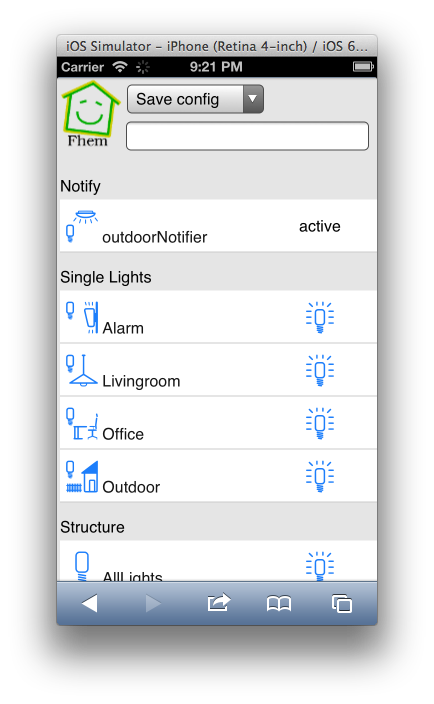 iOS Simulator – iPhone (Retina 4-inch) / iOS 6...
Carrier 9:21 PM
Save config
Fhem
Notify
outdoorNotifier active
Single Lights
Alarm
Livingroom
Office
Outdoor
Structure
AllLights